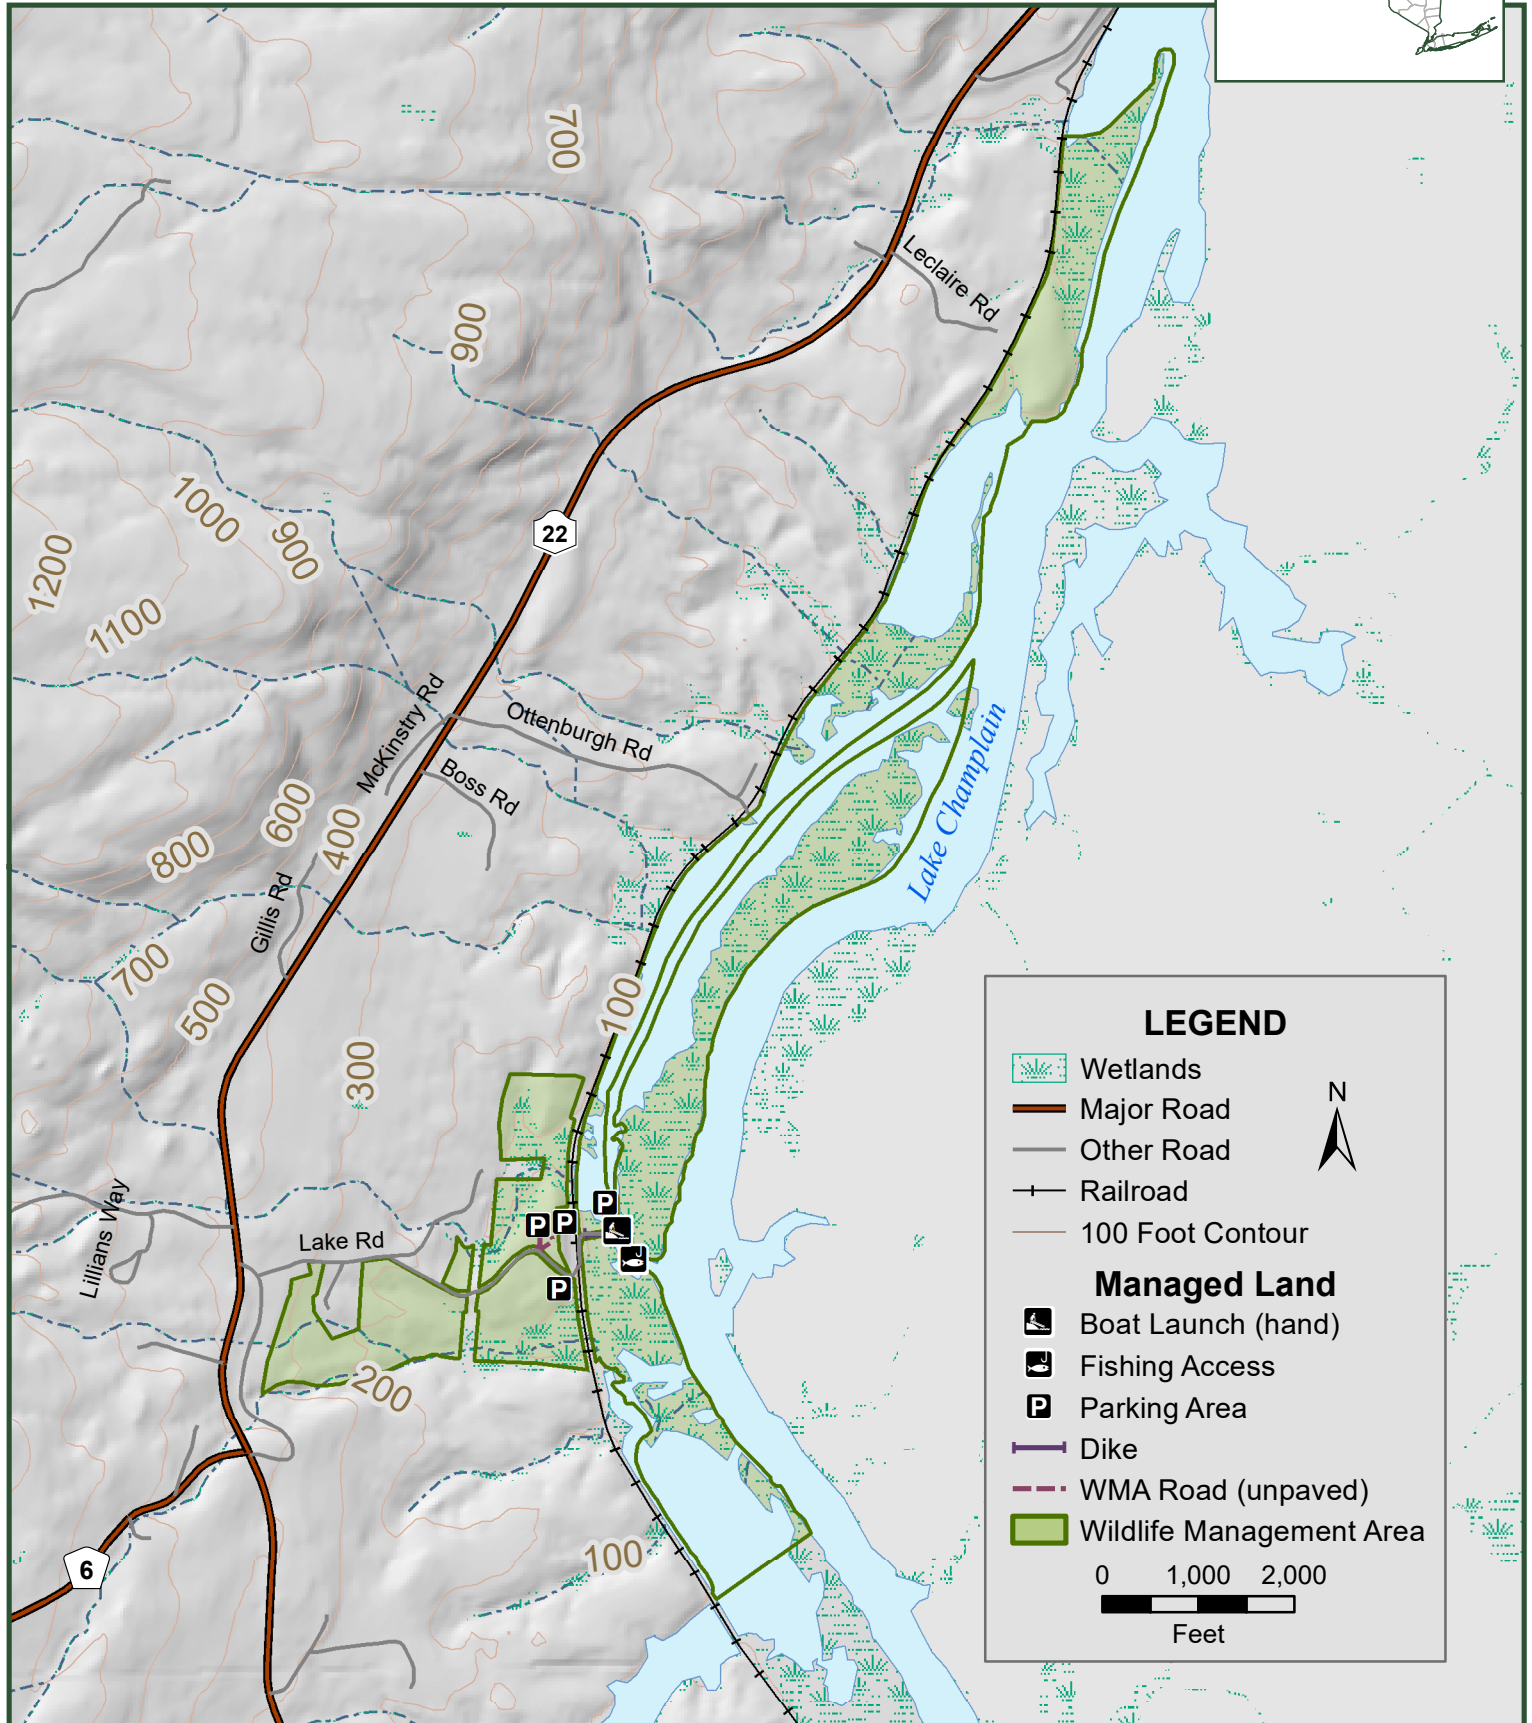 700
Leclaire Rd
900
1000
900
22
1200
1100
McKinstry Rd
Ottenburgh Rd
Boss Rd
Lake Champlain
600
400
800
Gillis Rd
700
500
100
300
LEGEND
Wetlands
N
Major Road
Other Road
Railroad
100 Foot Contour
Managed Land
Boat Launch (hand)
Fishing Access
P Parking Area
Dike
WMA Road (unpaved)
Wildlife Management Area
0 1,000 2,000
Feet
P
P
P
Lillians Way
Lake Rd
P
200
100
6